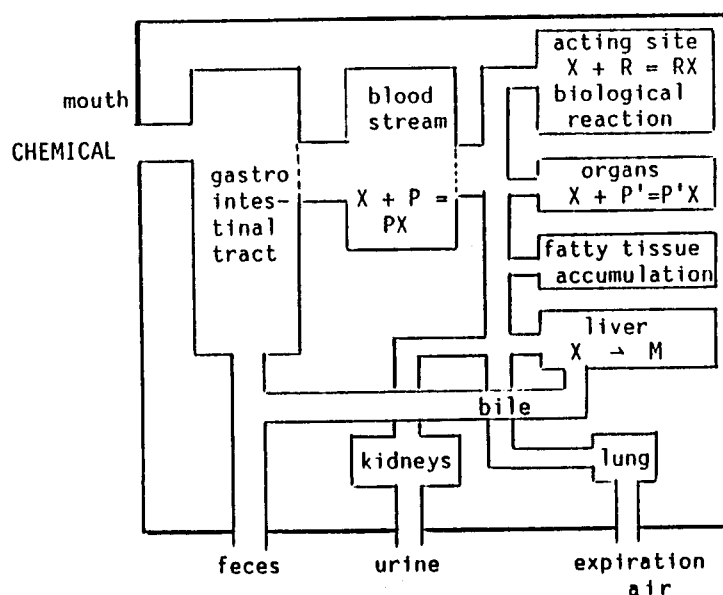 mouth
CHEMICAL
gastro
intes-
tinal
tract
blood
stream
X + P =
PX
acting site
X + R = RX
biological
reaction
organs
X + P'=P'X
fatty tissue
accumulation
liver
X → M
bile
kidneys
lung
feces
urine
expiration
air